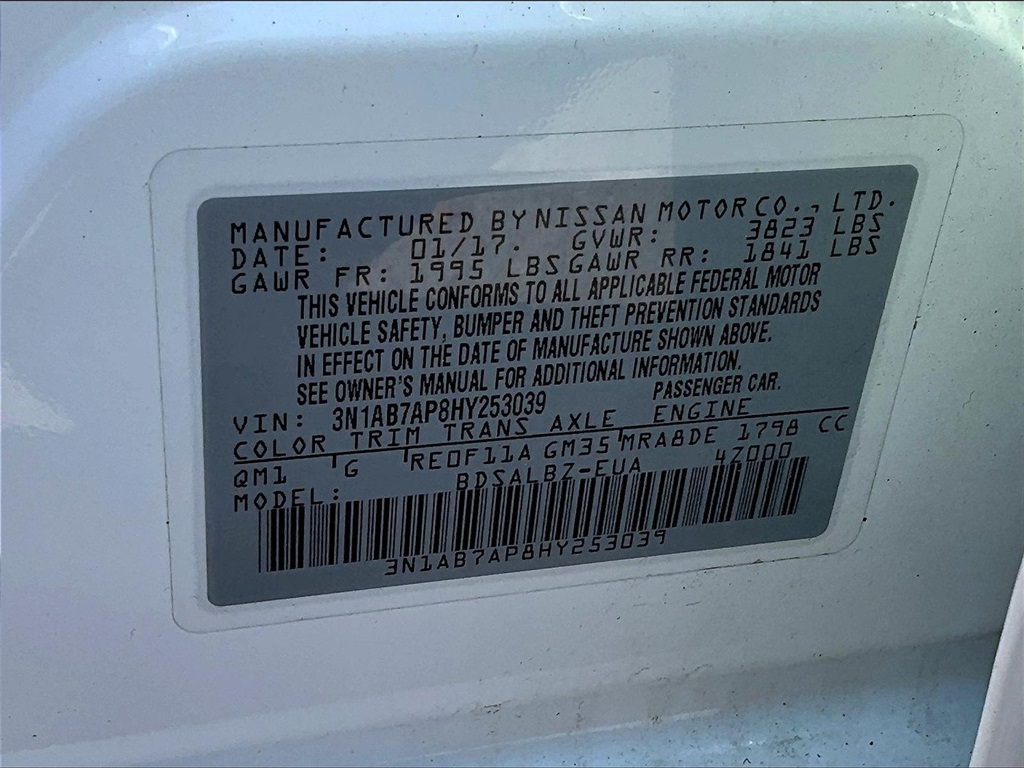 MANUFACTURED BY NISSAN MOTOR CO., LTD.
DATE: 01/17. GVWR: 3823 LBS
GAWR FR: 1995 LBS GAWR RR: 1841 LBS
THIS VEHICLE CONFORMS TO ALL APPLICABLE FEDERAL MOTOR
VEHICLE SAFETY, BUMPER AND THEFT PREVENTION STANDARDS
IN EFFECT ON THE DATE OF MANUFACTURE SHOWN ABOVE.
SEE OWNER'S MANUAL FOR ADDITIONAL INFORMATION.
VIN: 3N1AB7AP8HY253039 PASSENGER CAR.
COLOR TRIM TRANS AXLE ENGINE
QM1 G RE0F11A GM35 MRA8DE 1798 CC
MODEL: BDSALBZ-EUA 4Z000
3N1AB7AP8HY253039